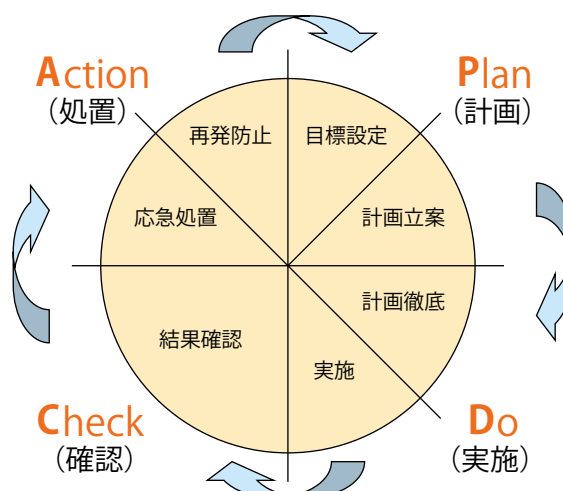 Action
(処置)
Plan
(計画)
再発防止
目標設定
応急処置
計画立案
計画徹底
結果確認
実施
Check
(確認)
Do
(実施)